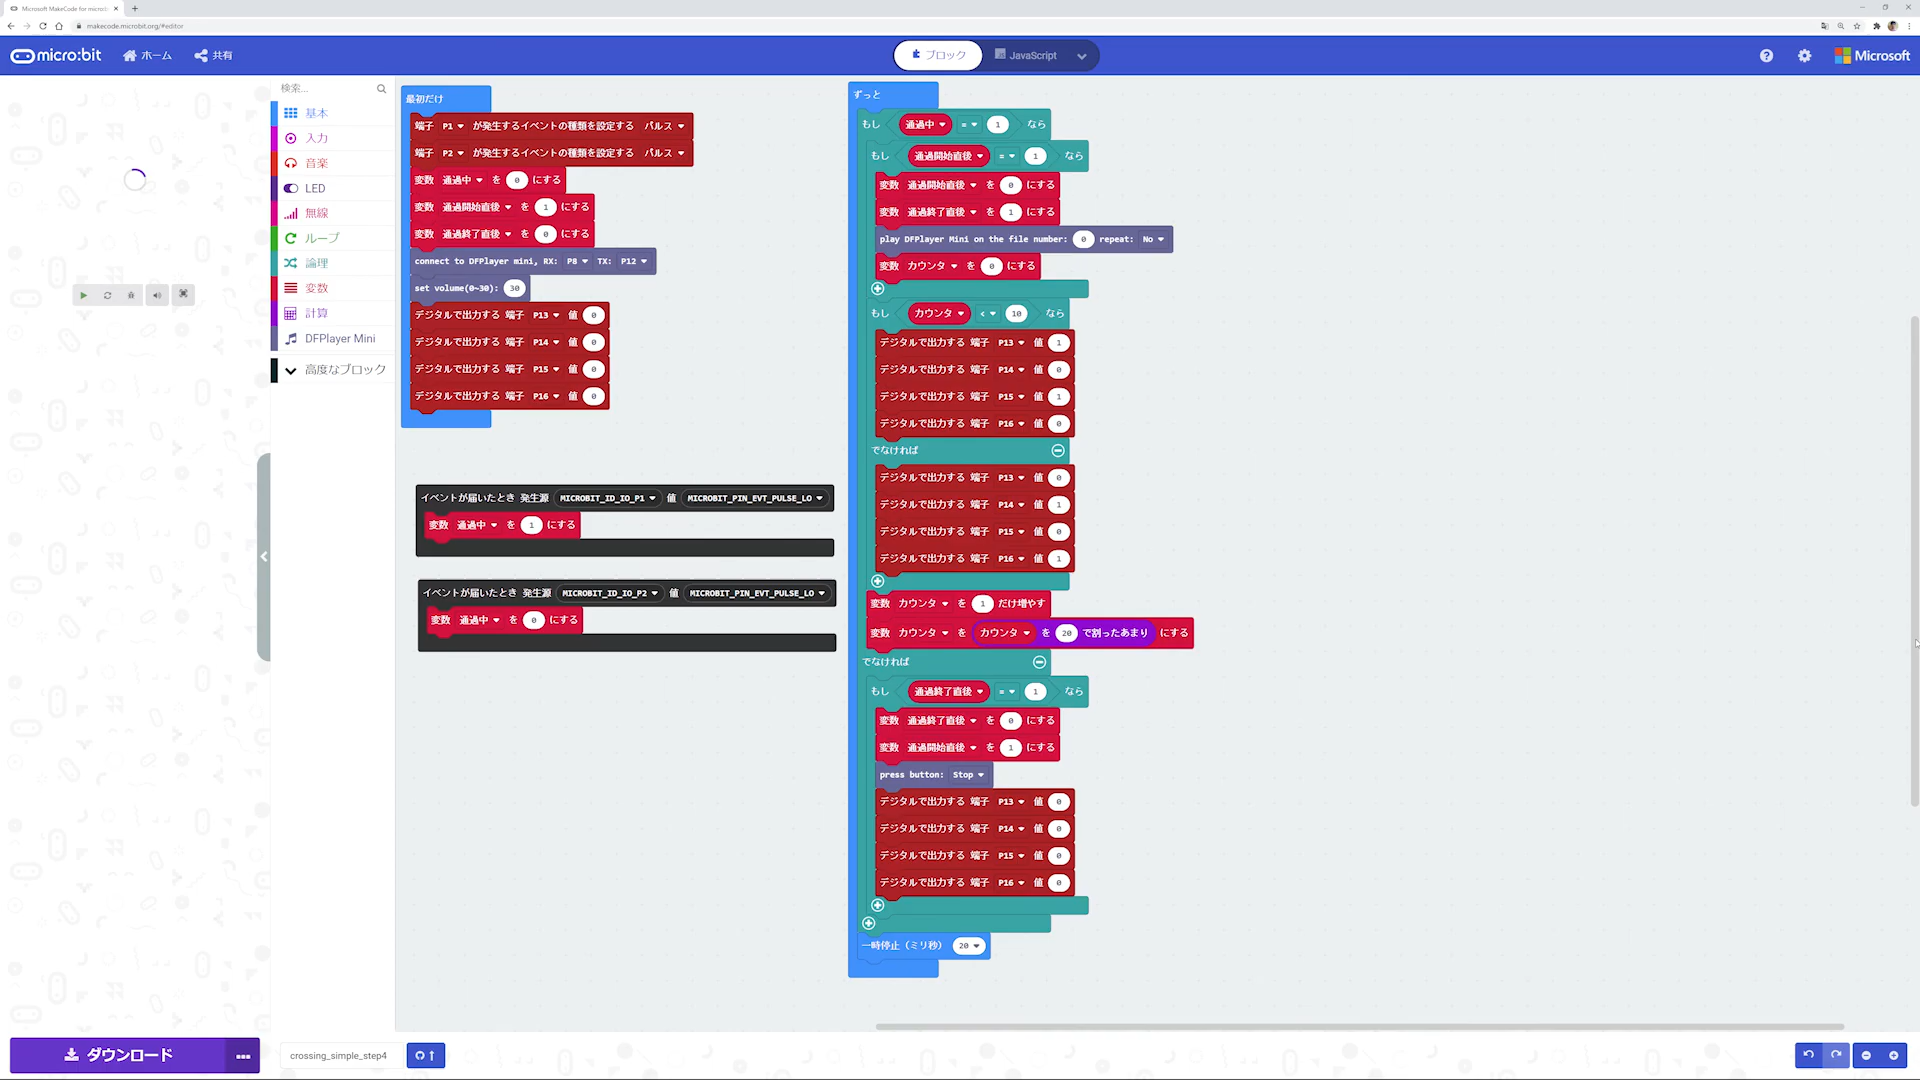 Microsoft MakeCode for micro:bit
makecode.microbit.org/#editor
micro:bit
ホーム
共有
ブロック
JavaScript
Microsoft
検索...
基本
入力
音楽
LED
無線
ループ
論理
変数
計算
DFPlayer Mini
高度なブロック
最初だけ
端子 P1 が発生するイベントの種類を設定する パルス
端子 P2 が発生するイベントの種類を設定する パルス
変数 通過中 を 0 にする
変数 通過開始直後 を 1 にする
変数 通過終了直後 を 0 にする
connect to DFPlayer mini, RX: P8 TX: P12
set volume(0~30): 30
デジタルで出力する 端子 P13 値 0
デジタルで出力する 端子 P14 値 0
デジタルで出力する 端子 P15 値 0
デジタルで出力する 端子 P16 値 0
イベントが届いたとき 発生源 MICROBIT_ID_IO_P1 値 MICROBIT_PIN_EVT_PULSE_LO
変数 通過中 を 1 にする
イベントが届いたとき 発生源 MICROBIT_ID_IO_P2 値 MICROBIT_PIN_EVT_PULSE_LO
変数 通過中 を 0 にする
ずっと
もし 通過中 = 1 なら
もし 通過開始直後 = 1 なら
変数 通過開始直後 を 0 にする
変数 通過終了直後 を 1 にする
play DFPlayer Mini on the file number: 0 repeat: No
変数 カウンタ を 0 にする
もし カウンタ < 10 なら
デジタルで出力する 端子 P13 値 1
デジタルで出力する 端子 P14 値 0
デジタルで出力する 端子 P15 値 1
デジタルで出力する 端子 P16 値 0
でなければ
デジタルで出力する 端子 P13 値 0
デジタルで出力する 端子 P14 値 1
デジタルで出力する 端子 P15 値 0
デジタルで出力する 端子 P16 値 1
変数 カウンタ を 1 だけ増やす
変数 カウンタ を カウンタ を 20 で割ったあまり にする
でなければ
もし 通過終了直後 = 1 なら
変数 通過終了直後 を 0 にする
変数 通過開始直後 を 1 にする
press button: Stop
デジタルで出力する 端子 P13 値 0
デジタルで出力する 端子 P14 値 0
デジタルで出力する 端子 P15 値 0
デジタルで出力する 端子 P16 値 0
一時停止（ミリ秒） 20
ダウンロード
crossing_simple_step4